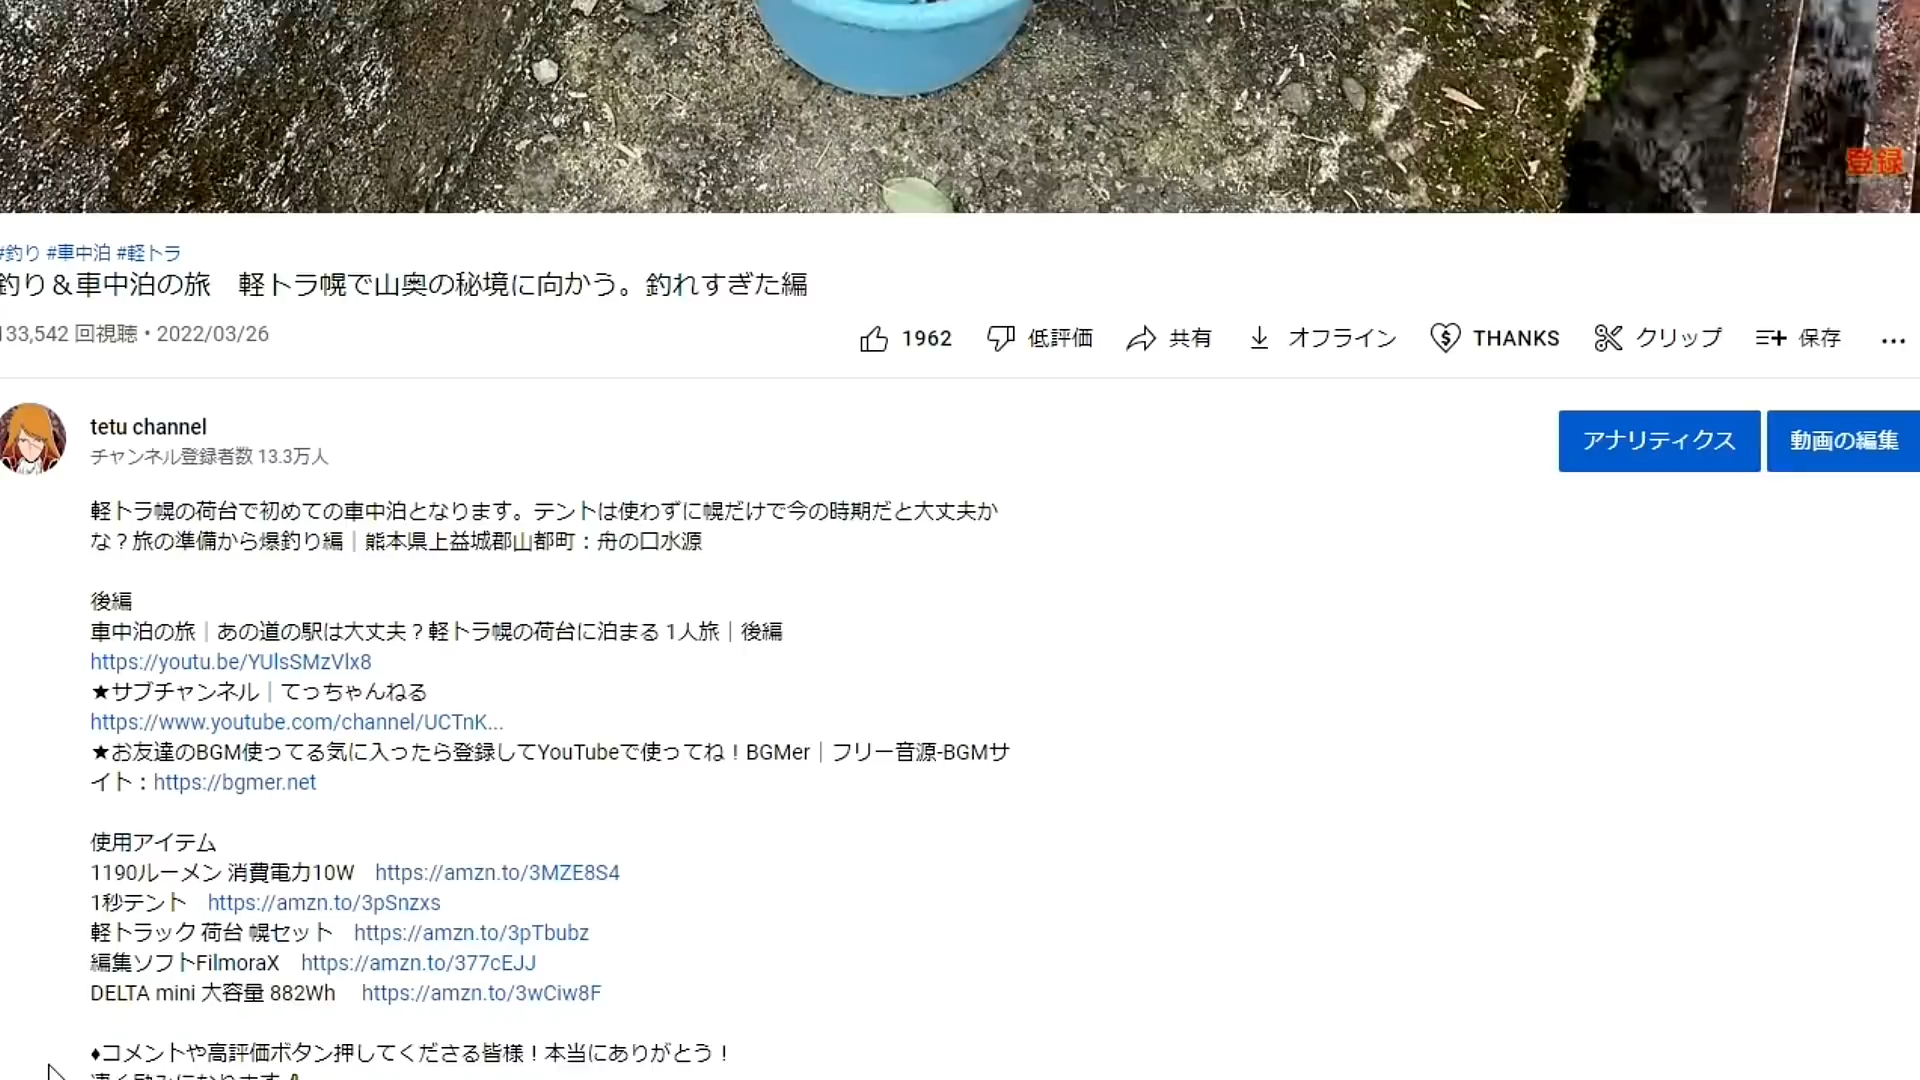 登録
#釣り #車中泊 #軽トラ
釣り＆車中泊の旅　軽トラ幌で山奥の秘境に向かう。釣れすぎた編
133,542 回視聴・2022/03/26
1962 低評価 共有 オフライン THANKS クリップ 保存 ...
tetu channel
チャンネル登録者数 13.3万人
アナリティクス 動画の編集
軽トラ幌の荷台で初めての車中泊となります。テントは使わずに幌だけで今の時期だと大丈夫か
な？旅の準備から爆釣り編｜熊本県上益城郡山都町：舟の口水源
後編
車中泊の旅｜あの道の駅は大丈夫？軽トラ幌の荷台に泊まる 1人旅｜後編
https://youtu.be/YUlsSMzVlx8
★サブチャンネル｜てっちゃんねる
https://www.youtube.com/channel/UCTnK...
★お友達のBGM使ってる気に入ったら登録してYouTubeで使ってね！BGMer｜フリー音源-BGMサ
イト：https://bgmer.net
使用アイテム
1190ルーメン 消費電力10W　https://amzn.to/3MZE8S4
1秒テント　https://amzn.to/3pSnzxs
軽トラック 荷台 幌セット　https://amzn.to/3pTbubz
編集ソフトFilmoraX　https://amzn.to/377cEJJ
DELTA mini 大容量 882Wh　https://amzn.to/3wCiw8F
♦コメントや高評価ボタン押してくださる皆様！本当にありがとう！